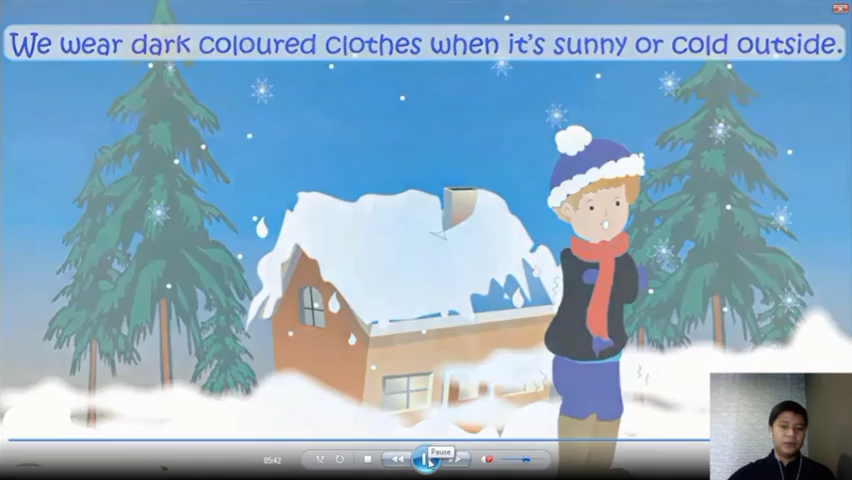 We wear dark coloured clothes when it's sunny or cold outside.
05:42
Pause